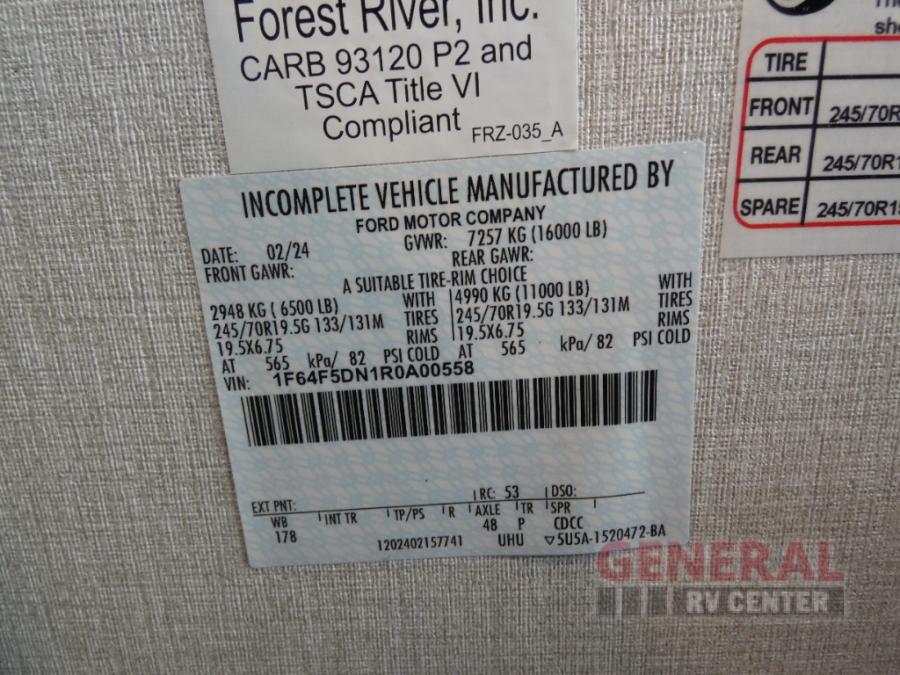 Forest River, Inc.
CARB 93120 P2 and
TSCA Title VI
Compliant
FRZ-035_A
TIRE
FRONT 245/70R
REAR 245/70R1
SPARE 245/70R19
INCOMPLETE VEHICLE MANUFACTURED BY
FORD MOTOR COMPANY
DATE: 02/24 GVWR: 7257 KG (16000 LB)
FRONT GAWR: REAR GAWR:
A SUITABLE TIRE-RIM CHOICE
2948 KG ( 6500 LB) WITH 4990 KG (11000 LB) WITH
245/70R19.5G 133/131M TIRES 245/70R19.5G 133/131M TIRES
19.5X6.75 RIMS 19.5X6.75 RIMS
AT 565 kPa/ 82 PSI COLD AT 565 kPa/ 82 PSI COLD
VIN: 1F64F5DN1R0A00558
EXT PNT: RC: 53 DSO:
WB INT TR TP/PS R AXLE TR SPR
178 48 P CDCC
1202402157741 UHU ▽5U5A-1520472-BA
GENERAL
RV CENTER